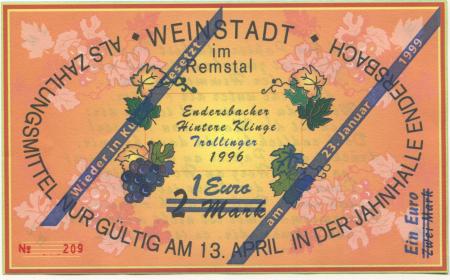 WEINSTADT
im
Remstal
ALS ZAHLUNGSMITTEL NUR GÜLTIG AM 13. APRIL IN DER JAHNHALLE ENDERSBACH
Endersbacher
Hintere Klinge
Trollinger
1996
1 Euro
2 Mark
Wieder in Ku
gesetzt
am 23. Januar 1999
Ein Euro
Zwei Mark
№ 209